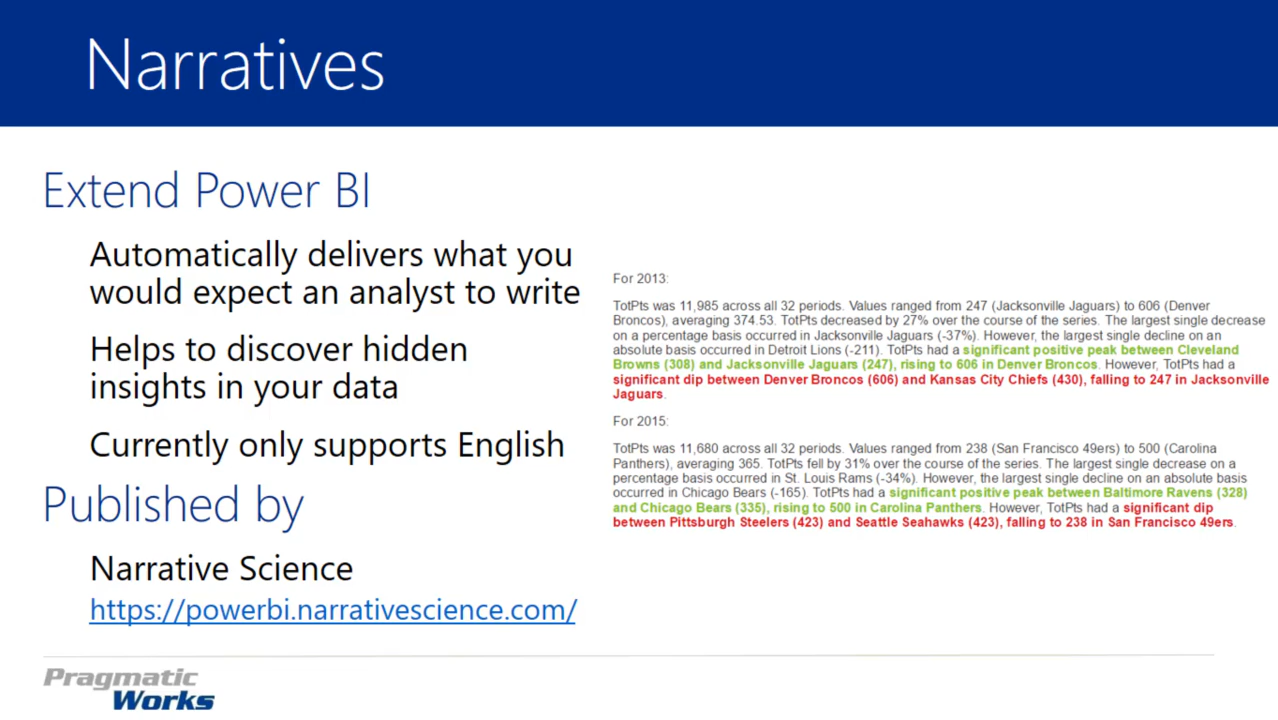 Narratives
Extend Power BI
Automatically delivers what you
would expect an analyst to write
Helps to discover hidden
insights in your data
Currently only supports English
Published by
Narrative Science
https://powerbi.narrativescience.com/
For 2013:
TotPts was 11,985 across all 32 periods. Values ranged from 247 (Jacksonville Jaguars) to 606 (Denver
Broncos), averaging 374.53. TotPts decreased by 27% over the course of the series. The largest single decrease
on a percentage basis occurred in Jacksonville Jaguars (-37%). However, the largest single decline on an
absolute basis occurred in Detroit Lions (-211). TotPts had a significant positive peak between Cleveland
Browns (308) and Jacksonville Jaguars (247), rising to 606 in Denver Broncos. However, TotPts had a
significant dip between Denver Broncos (606) and Kansas City Chiefs (430), falling to 247 in Jacksonville
Jaguars.
For 2015:
TotPts was 11,680 across all 32 periods. Values ranged from 238 (San Francisco 49ers) to 500 (Carolina
Panthers), averaging 365. TotPts fell by 31% over the course of the series. The largest single decrease on a
percentage basis occurred in St. Louis Rams (-34%). However, the largest single decline on an absolute basis
occurred in Chicago Bears (-165). TotPts had a significant positive peak between Baltimore Ravens (328)
and Chicago Bears (335), rising to 500 in Carolina Panthers. However, TotPts had a significant dip
between Pittsburgh Steelers (423) and Seattle Seahawks (423), falling to 238 in San Francisco 49ers.
Pragmatic
Works